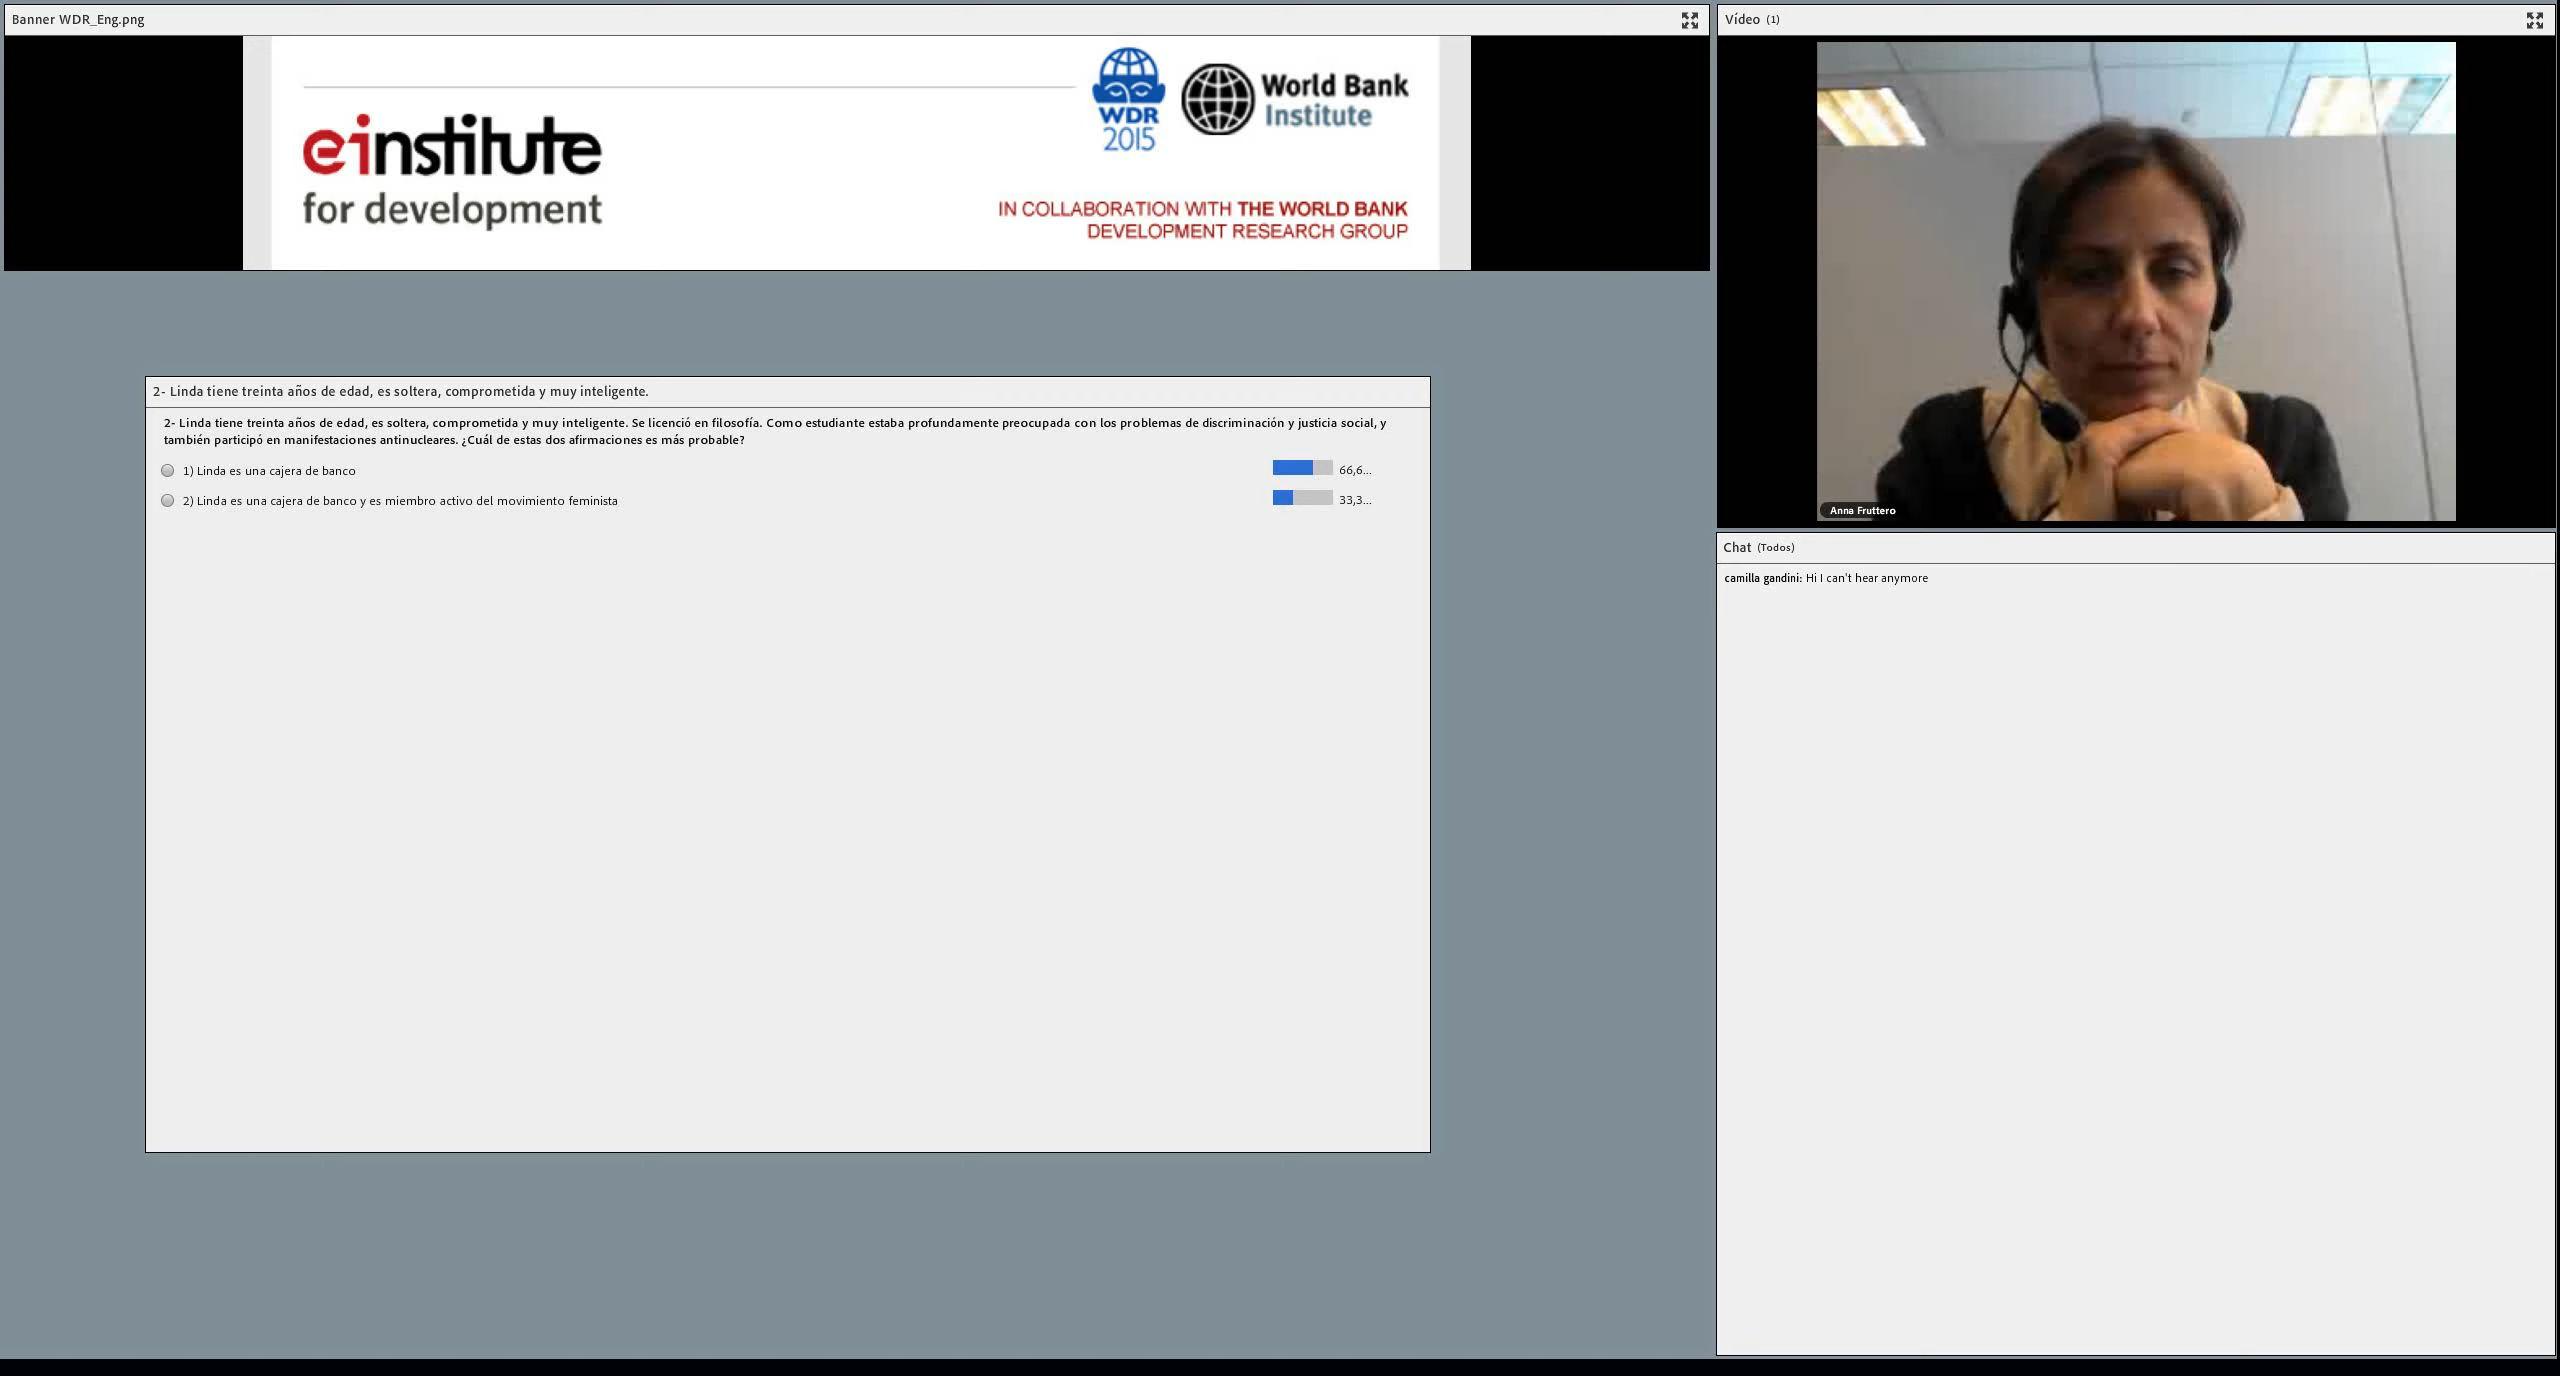 Banner WDR_Eng.png
einstitute
for development
WDR
2015
World Bank
Institute
IN COLLABORATION WITH THE WORLD BANK
DEVELOPMENT RESEARCH GROUP
2- Linda tiene treinta años de edad, es soltera, comprometida y muy inteligente.
2- Linda tiene treinta años de edad, es soltera, comprometida y muy inteligente. Se licenció en filosofía. Como estudiante estaba profundamente preocupada con los problemas de discriminación y justicia social, y
también participó en manifestaciones antinucleares. ¿Cuál de estas dos afirmaciones es más probable?
1) Linda es una cajera de banco 66,6...
2) Linda es una cajera de banco y es miembro activo del movimiento feminista 33,3...
Vídeo (1)
Anna Fruttero
Chat (Todos)
camilla gandini: Hi I can't hear anymore